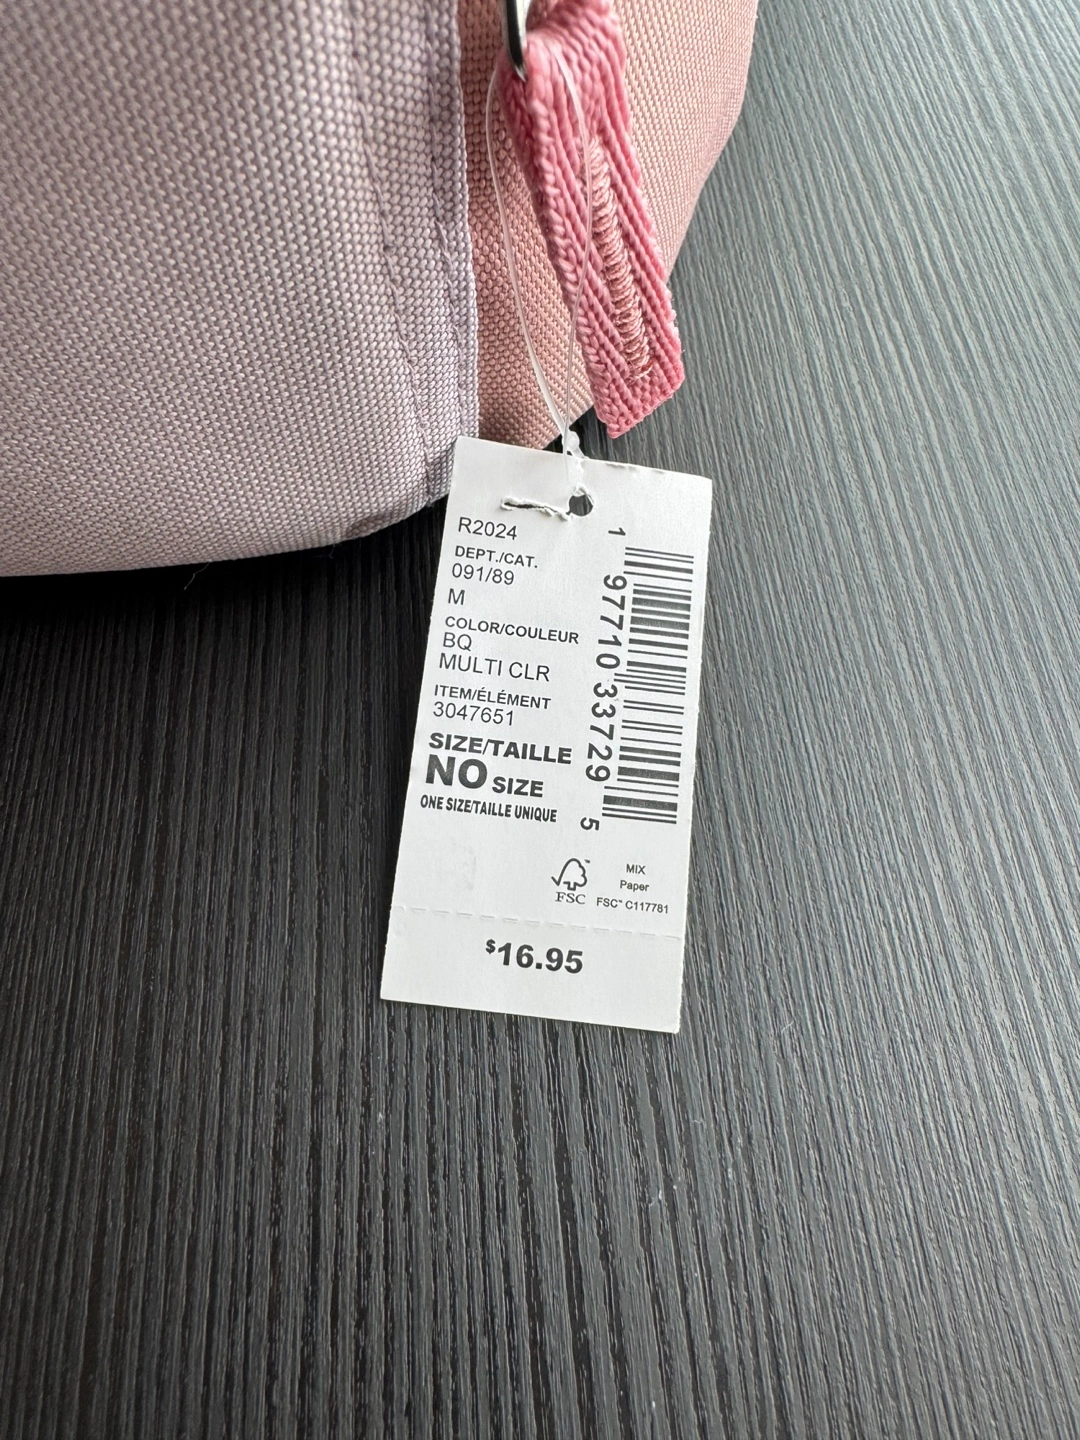 R2024
DEPT./CAT.
091/89
M
COLOR/COULEUR
BQ
MULTI CLR
ITEM/ÉLÉMENT
3047651
SIZE/TAILLE
NO SIZE
ONE SIZE/TAILLE UNIQUE
1 97710 33729 5
FSC™
MIX
Paper
FSC™ C117781
$16.95